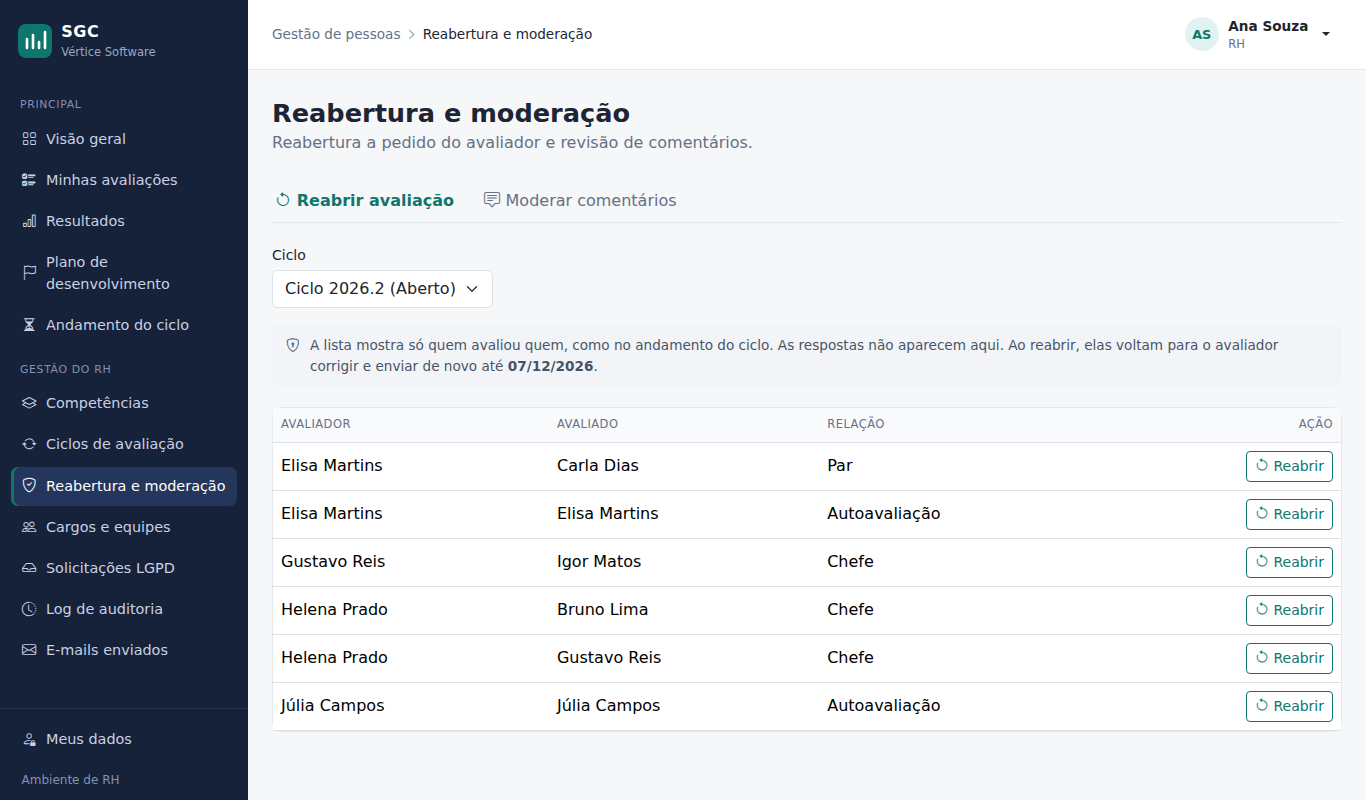 SGC
Vértice Software
PRINCIPAL
Visão geral
Minhas avaliações
Resultados
Plano de
desenvolvimento
Andamento do ciclo
GESTÃO DO RH
Competências
Ciclos de avaliação
Reabertura e moderação
Cargos e equipes
Solicitações LGPD
Log de auditoria
E-mails enviados
Meus dados
Ambiente de RH
Gestão de pessoas > Reabertura e moderação
AS
Ana Souza
RH
Reabertura e moderação
Reabertura a pedido do avaliador e revisão de comentários.
Reabrir avaliação Moderar comentários
Ciclo
Ciclo 2026.2 (Aberto)
A lista mostra só quem avaliou quem, como no andamento do ciclo. As respostas não aparecem aqui. Ao reabrir, elas voltam para o avaliador
corrigir e enviar de novo até 07/12/2026.
AVALIADOR AVALIADO RELAÇÃO AÇÃO
Elisa Martins Carla Dias Par Reabrir
Elisa Martins Elisa Martins Autoavaliação Reabrir
Gustavo Reis Igor Matos Chefe Reabrir
Helena Prado Bruno Lima Chefe Reabrir
Helena Prado Gustavo Reis Chefe Reabrir
Júlia Campos Júlia Campos Autoavaliação Reabrir